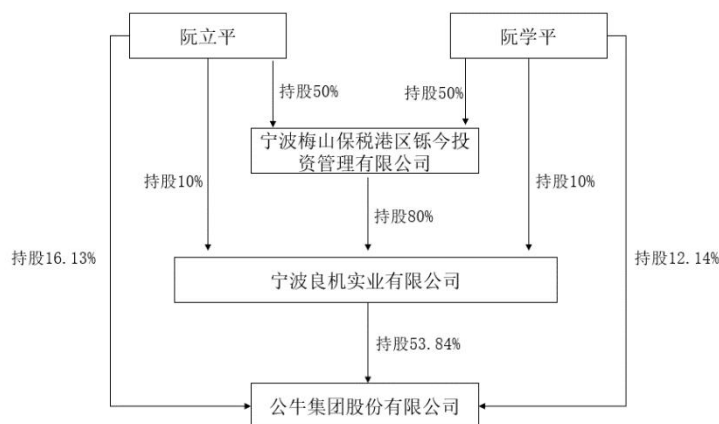 阮立平
阮学平
持股50%
持股50%
宁波梅山保税港区铄今投
资管理有限公司
持股10%
持股80%
持股10%
持股16.13%
持股12.14%
宁波良机实业有限公司
持股53.84%
公牛集团股份有限公司